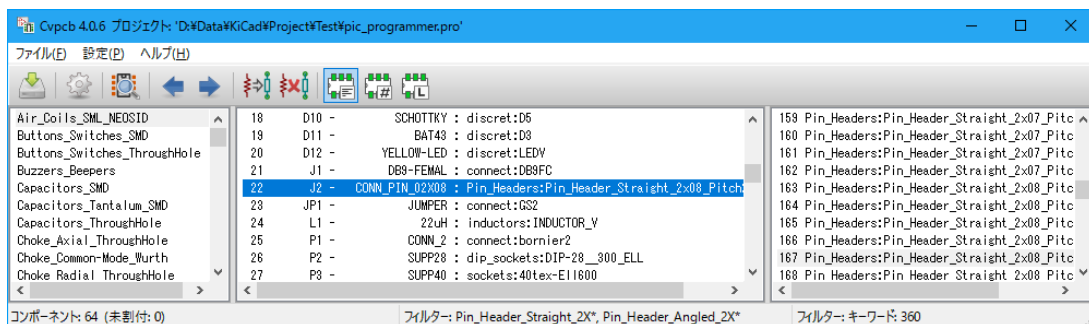 Cvpcb 4.0.6 プロジェクト: 'D:¥Data¥KiCad¥Project¥Test¥pic_programmer.pro'
ファイル(F) 設定(P) ヘルプ(H)
Air_Coils_SML_NEOSID
Buttons_Switches_SMD
Buttons_Switches_ThroughHole
Buzzers_Beepers
Capacitors_SMD
Capacitors_Tantalum_SMD
Capacitors_ThroughHole
Choke_Axial_ThroughHole
Choke_Common-Mode_Wurth
Choke_Radial_ThroughHole
18 D10 - SCHOTTKY : discret:D5
19 D11 - BAT43 : discret:D3
20 D12 - YELLOW-LED : discret:LEDV
21 J1 - DB9-FEMAL : connect:DB9FC
22 J2 - CONN_PIN_02X08 : Pin_Headers:Pin_Header_Straight_2x08_Pitch
23 JP1 - JUMPER : connect:GS2
24 L1 - 22uH : inductors:INDUCTOR_V
25 P1 - CONN_2 : connect:bornier2
26 P2 - SUPP28 : dip_sockets:DIP-28__300_ELL
27 P3 - SUPP40 : sockets:40tex-Ell600
159 Pin_Headers:Pin_Header_Straight_2x07_Pitc
160 Pin_Headers:Pin_Header_Straight_2x07_Pitc
161 Pin_Headers:Pin_Header_Straight_2x07_Pitc
162 Pin_Headers:Pin_Header_Straight_2x07_Pitc
163 Pin_Headers:Pin_Header_Straight_2x08_Pitc
164 Pin_Headers:Pin_Header_Straight_2x08_Pitc
165 Pin_Headers:Pin_Header_Straight_2x08_Pitc
166 Pin_Headers:Pin_Header_Straight_2x08_Pitc
167 Pin_Headers:Pin_Header_Straight_2x08_Pitc
168 Pin_Headers:Pin_Header_Straight_2x08_Pitc
コンポーネント: 64 (未割付: 0)
フィルター: Pin_Header_Straight_2X*, Pin_Header_Angled_2X*
フィルター: キーワード: 360